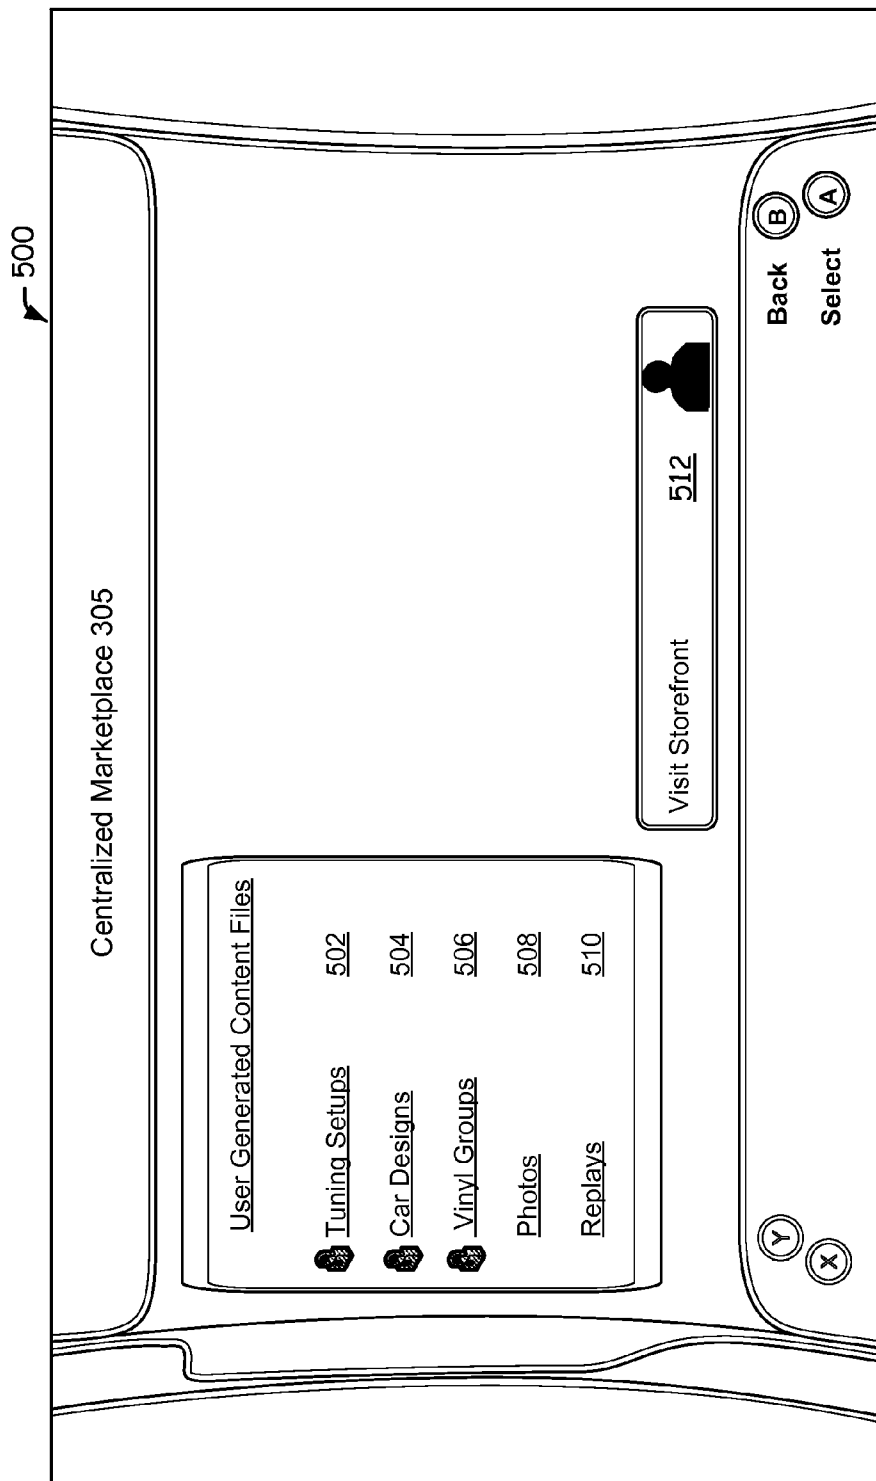 500
Centralized Marketplace 305
User Generated Content Files
Tuning Setups 502
Car Designs 504
Vinyl Groups 506
Photos 508
Replays 510
Visit Storefront 512
Y
X
Back B
Select A